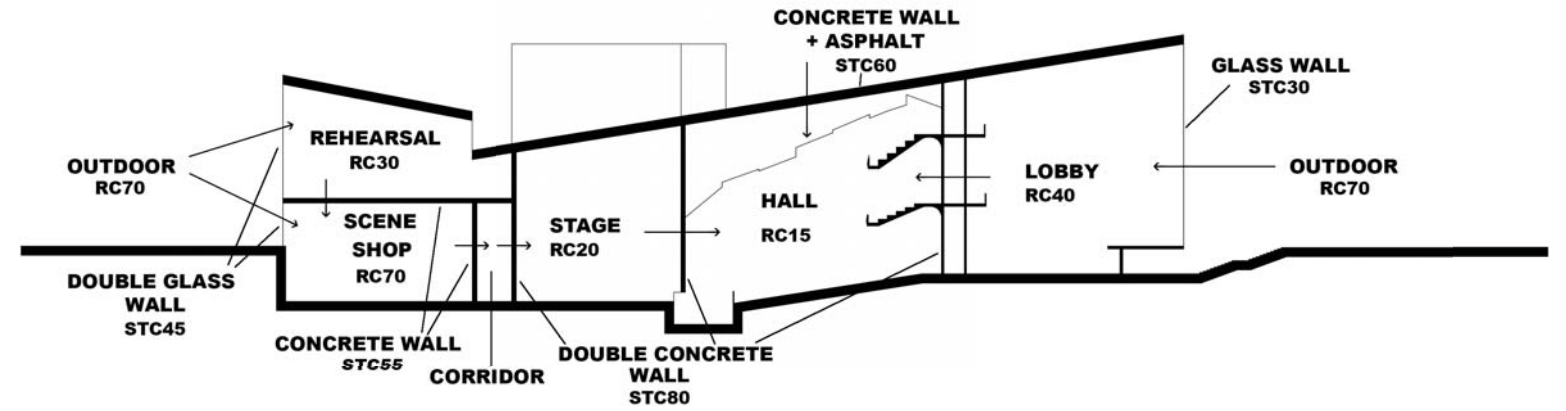 CONCRETE WALL
+ ASPHALT
STC60
GLASS WALL
STC30
REHEARSAL
RC30
OUTDOOR
RC70
LOBBY
RC40
OUTDOOR
RC70
SCENE
SHOP
RC70
STAGE
RC20
HALL
RC15
DOUBLE GLASS
WALL
STC45
CONCRETE WALL
STC55
CORRIDOR
DOUBLE CONCRETE
WALL
STC80